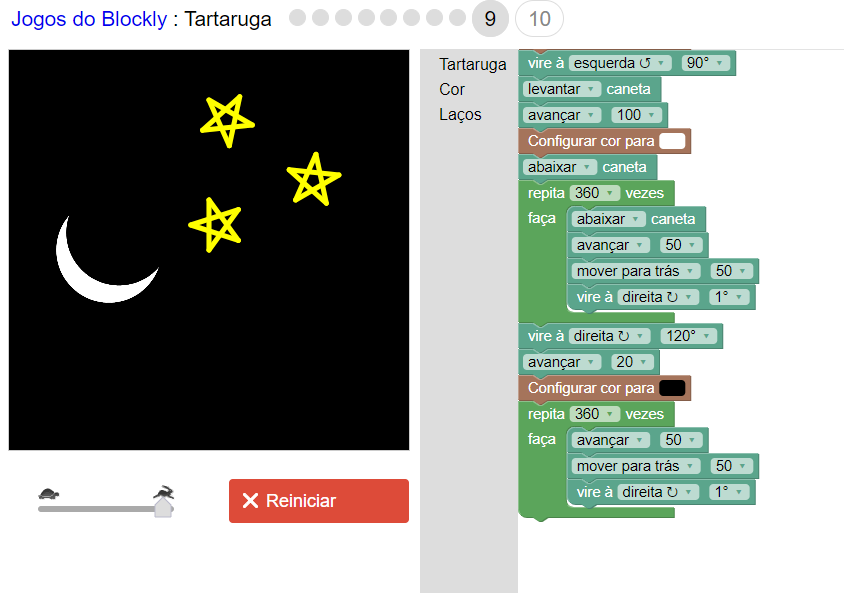 Jogos do Blockly : Tartaruga 9 10
Tartaruga
Cor
Laços
vire à esquerda ↺ 90°
levantar caneta
avançar 100
Configurar cor para
abaixar caneta
repita 360 vezes
faça abaixar caneta
avançar 50
mover para trás 50
vire à direita ↻ 1°
vire à direita ↻ 120°
avançar 20
Configurar cor para
repita 360 vezes
faça avançar 50
mover para trás 50
vire à direita ↻ 1°
Reiniciar